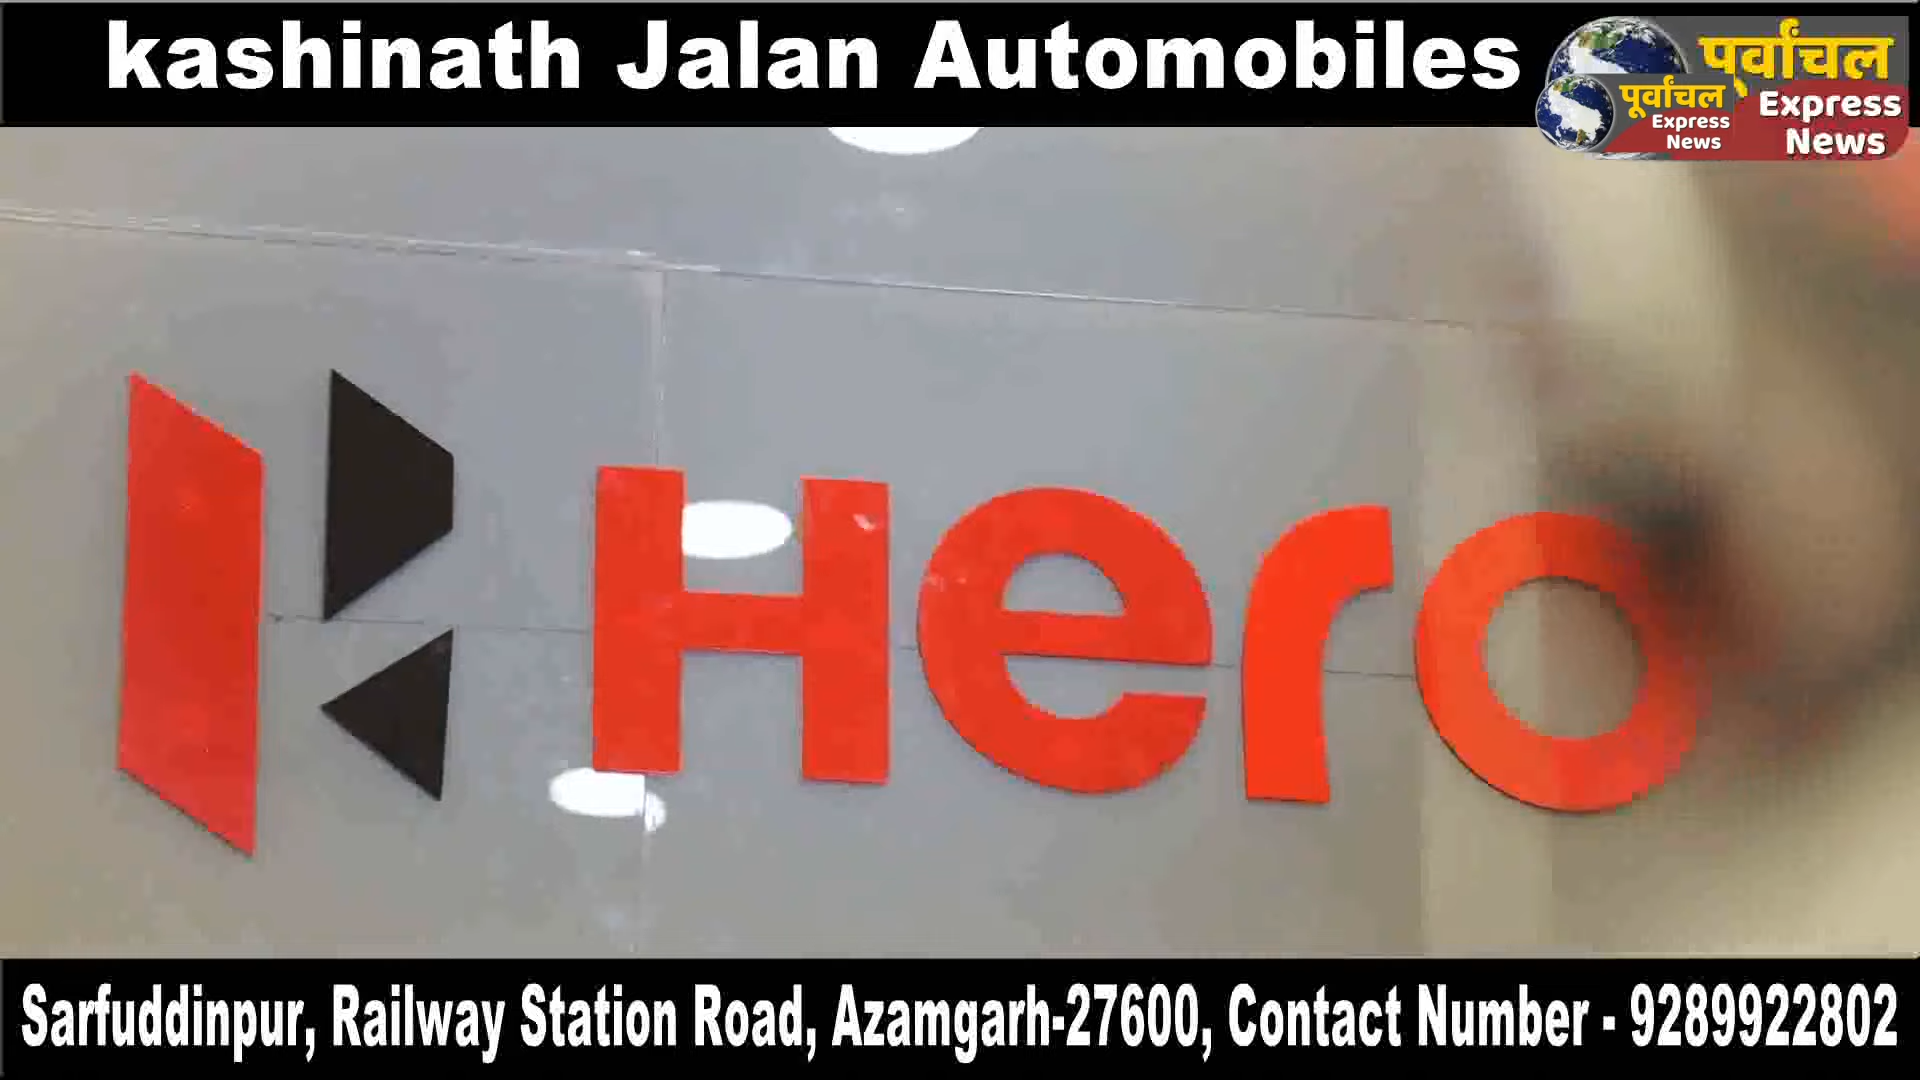 kashinath Jalan Automobiles
पूर्वांचल
Express
News
पूर्वांचल
Express
News
Hero
Sarfuddinpur, Railway Station Road, Azamgarh-27600, Contact Number - 9289922802